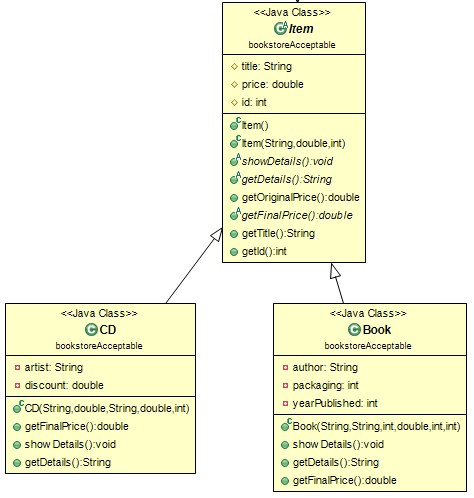 <<Java Class>>
Item
bookstoreAcceptable
title: String
price: double
id: int
Item()
Item(String,double,int)
showDetails():void
getDetails():String
getOriginalPrice():double
getFinalPrice():double
getTitle():String
getId():int
<<Java Class>>
CD
bookstoreAcceptable
artist: String
discount: double
CD(String,double,String,double,int)
getFinalPrice():double
show Details():void
getDetails():String
<<Java Class>>
Book
bookstoreAcceptable
author: String
packaging: int
yearPublished: int
Book(String,String,int,double,int,int)
show Details():void
getDetails():String
getFinalPrice():double